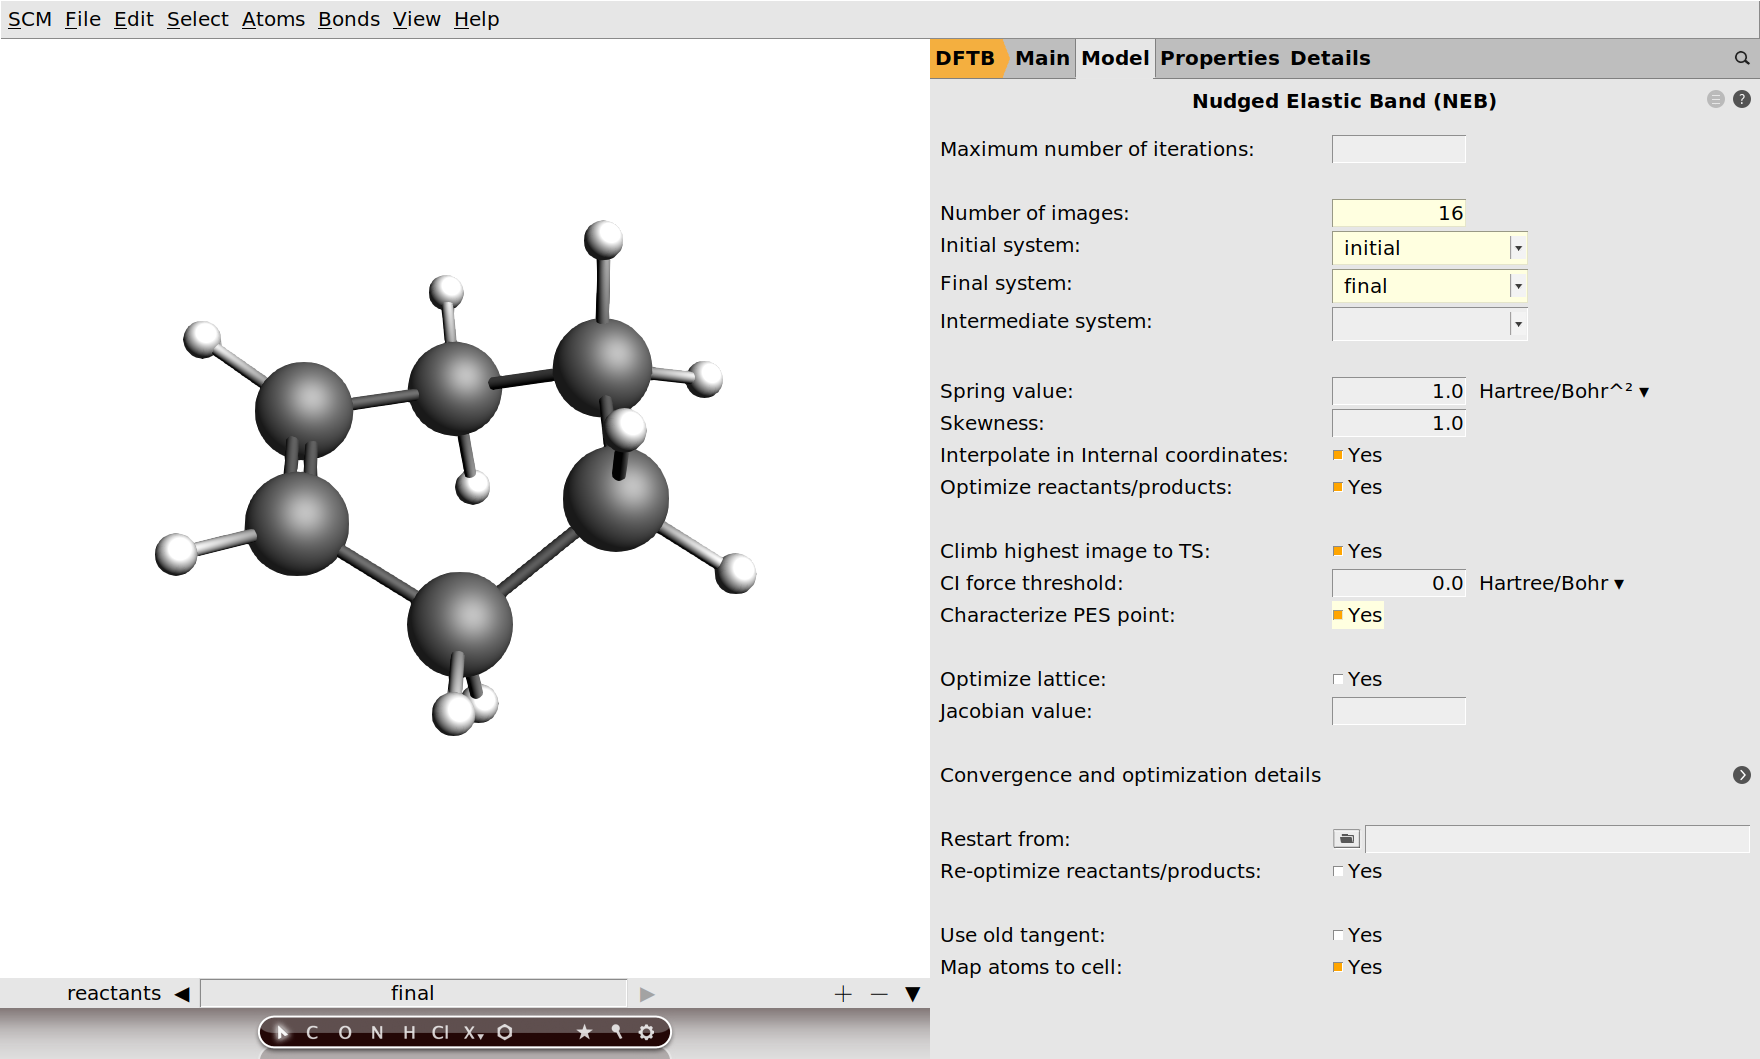 SCM File Edit Select Atoms Bonds View Help
DFTB Main Model Properties Details
Nudged Elastic Band (NEB)
?
Maximum number of iterations:
Number of images: 16
Initial system: initial
Final system: final
Intermediate system:
Spring value: 1.0 Hartree/Bohr^² ▾
Skewness: 1.0
Interpolate in Internal coordinates: Yes
Optimize reactants/products: Yes
Climb highest image to TS: Yes
CI force threshold: 0.0 Hartree/Bohr ▾
Characterize PES point: Yes
Optimize lattice: Yes
Jacobian value:
Convergence and optimization details
Restart from:
Re-optimize reactants/products: Yes
Use old tangent: Yes
Map atoms to cell: Yes
reactants ◀ final ▶ + − ▼
C O N H Cl X